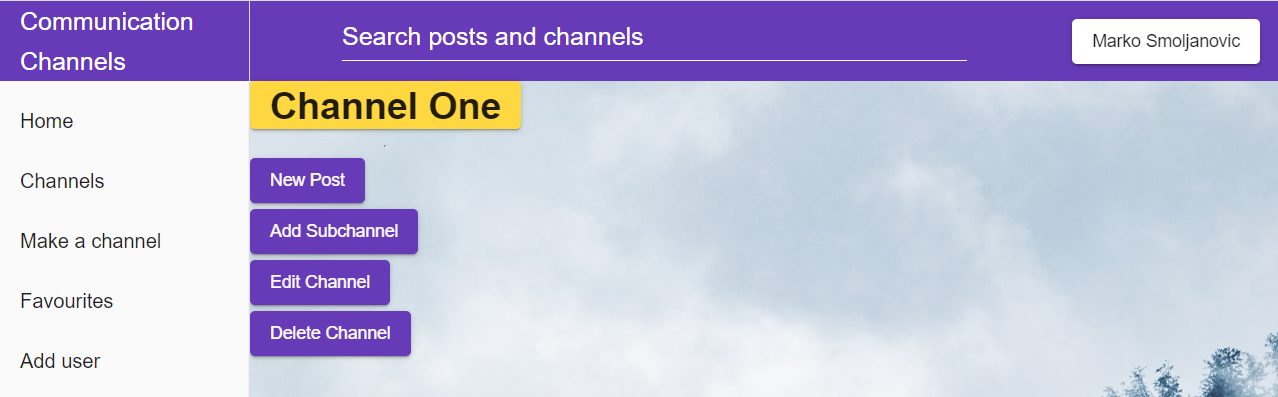 Communication
Channels
Search posts and channels
Marko Smoljanovic
Home
Channels
Make a channel
Favourites
Add user
Channel One
New Post
Add Subchannel
Edit Channel
Delete Channel